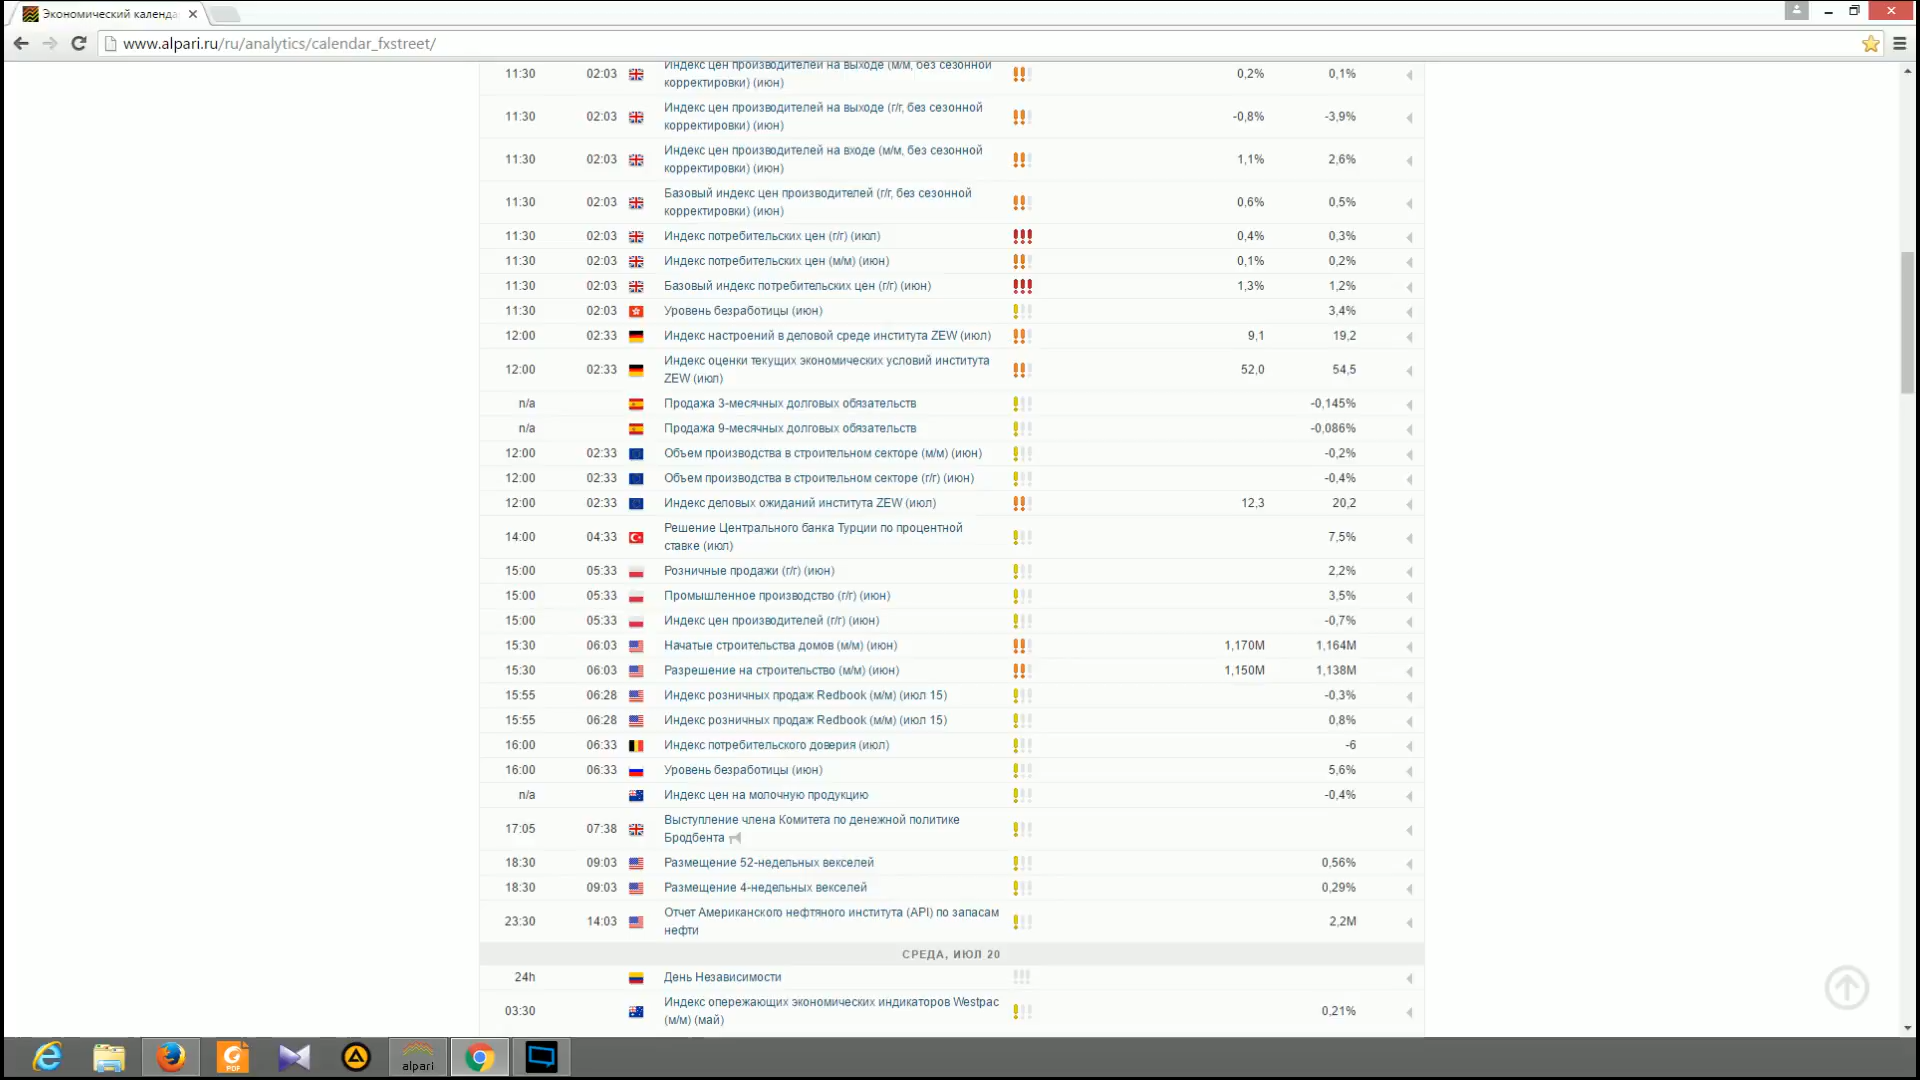 Экономический календа
www.alpari.ru/ru/analytics/calendar_fxstreet/
11:30 02:03 Индекс цен производителей на выходе (м/м, без сезонной 0,2% 0,1%
корректировки) (июн)
11:30 02:03 Индекс цен производителей на выходе (г/г, без сезонной -0,8% -3,9%
корректировки) (июн)
11:30 02:03 Индекс цен производителей на входе (м/м, без сезонной 1,1% 2,6%
корректировки) (июн)
11:30 02:03 Базовый индекс цен производителей (г/г, без сезонной 0,6% 0,5%
корректировки) (июн)
11:30 02:03 Индекс потребительских цен (г/г) (июл) 0,4% 0,3%
11:30 02:03 Индекс потребительских цен (м/м) (июн) 0,1% 0,2%
11:30 02:03 Базовый индекс потребительских цен (г/г) (июн) 1,3% 1,2%
11:30 02:03 Уровень безработицы (июн) 3,4%
12:00 02:33 Индекс настроений в деловой среде института ZEW (июл) 9,1 19,2
12:00 02:33 Индекс оценки текущих экономических условий института 52,0 54,5
ZEW (июл)
n/a Продажа 3-месячных долговых обязательств -0,145%
n/a Продажа 9-месячных долговых обязательств -0,086%
12:00 02:33 Объем производства в строительном секторе (м/м) (июн) -0,2%
12:00 02:33 Объем производства в строительном секторе (г/г) (июн) -0,4%
12:00 02:33 Индекс деловых ожиданий института ZEW (июл) 12,3 20,2
14:00 04:33 Решение Центрального банка Турции по процентной 7,5%
ставке (июл)
15:00 05:33 Розничные продажи (г/г) (июн) 2,2%
15:00 05:33 Промышленное производство (г/г) (июн) 3,5%
15:00 05:33 Индекс цен производителей (г/г) (июн) -0,7%
15:30 06:03 Начатые строительства домов (м/м) (июн) 1,170M 1,164M
15:30 06:03 Разрешение на строительство (м/м) (июн) 1,150M 1,138M
15:55 06:28 Индекс розничных продаж Redbook (м/м) (июл 15) -0,3%
15:55 06:28 Индекс розничных продаж Redbook (м/м) (июл 15) 0,8%
16:00 06:33 Индекс потребительского доверия (июл) -6
16:00 06:33 Уровень безработицы (июн) 5,6%
n/a Индекс цен на молочную продукцию -0,4%
17:05 07:38 Выступление члена Комитета по денежной политике
Бродбента
18:30 09:03 Размещение 52-недельных векселей 0,56%
18:30 09:03 Размещение 4-недельных векселей 0,29%
23:30 14:03 Отчет Американского нефтяного института (API) по запасам 2,2M
нефти
СРЕДА, ИЮЛ 20
24h День Независимости
03:30 Индекс опережающих экономических индикаторов Westpac 0,21%
(м/м) (май)
PDF
alpari